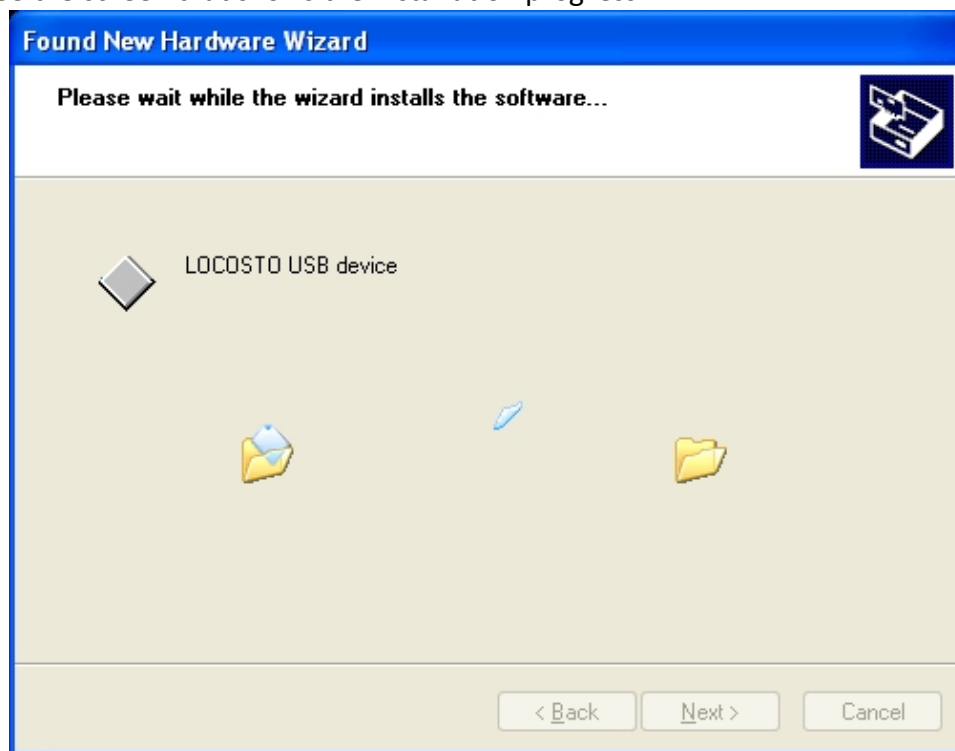 Found New Hardware Wizard
Please wait while the wizard installs the software...
LOCOSTO USB device
< Back Next > Cancel